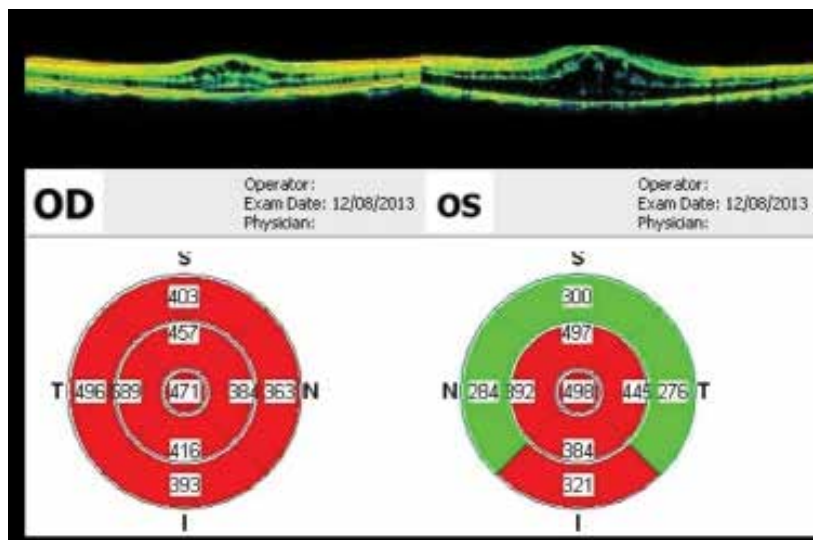 OD
Operator:
Exam Date: 12/08/2013
Physician:
OS
Operator:
Exam Date: 12/08/2013
Physician:
S
403
457
T 496 589 471 384 363 N
416
393
I
S
300
497
N 284 392 498 445 276 T
384
321
I